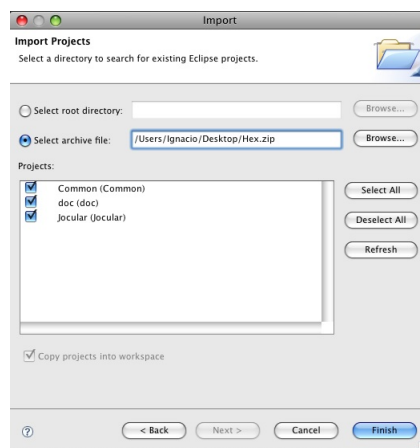 Import
Import Projects
Select a directory to search for existing Eclipse projects.
Select root directory:
Browse...
Select archive file:
/Users/Ignacio/Desktop/Hex.zip
Browse...
Projects:
Common (Common)
doc (doc)
Jocular (Jocular)
Select All
Deselect All
Refresh
Copy projects into workspace
?
< Back
Next >
Cancel
Finish